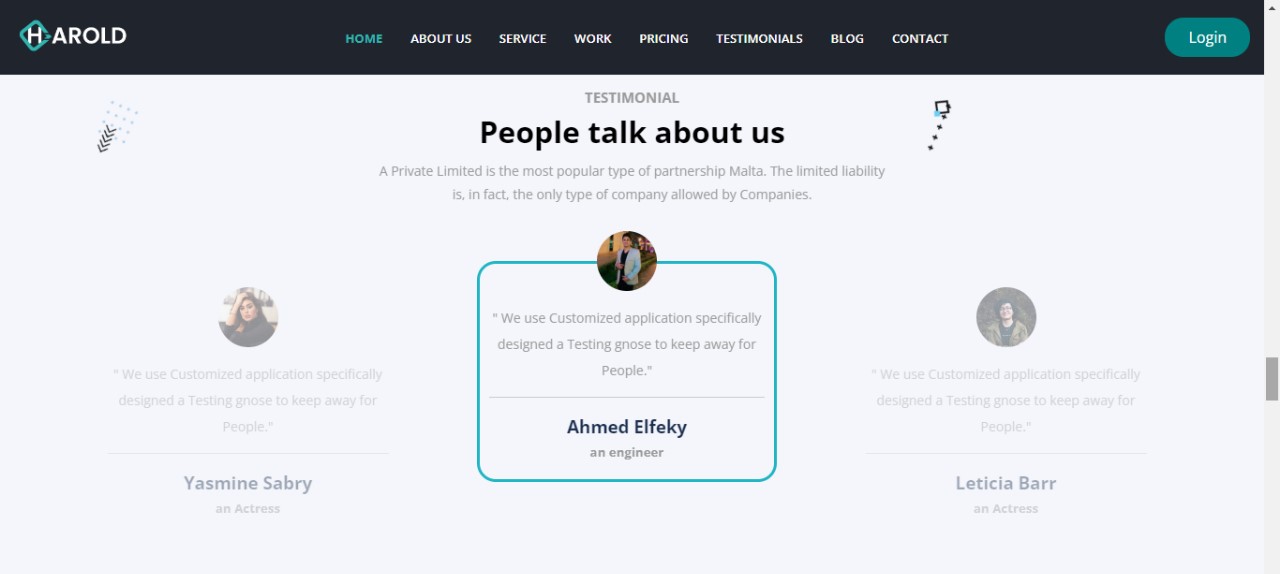 HAROLD
HOME ABOUT US SERVICE WORK PRICING TESTIMONIALS BLOG CONTACT
Login
TESTIMONIAL
People talk about us
A Private Limited is the most popular type of partnership Malta. The limited liability
is, in fact, the only type of company allowed by Companies.
" We use Customized application specifically
designed a Testing gnose to keep away for
People."
Yasmine Sabry
an Actress
" We use Customized application specifically
designed a Testing gnose to keep away for
People."
Ahmed Elfeky
an engineer
" We use Customized application specifically
designed a Testing gnose to keep away for
People."
Leticia Barr
an Actress